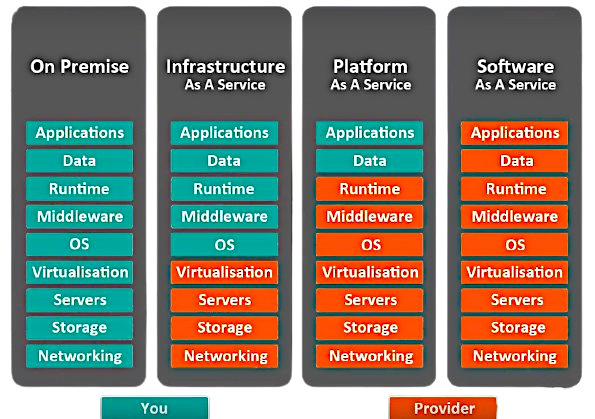 On Premise
Applications
Data
Runtime
Middleware
OS
Virtualisation
Servers
Storage
Networking
Infrastructure
As A Service
Applications
Data
Runtime
Middleware
OS
Virtualisation
Servers
Storage
Networking
Platform
As A Service
Applications
Data
Runtime
Middleware
OS
Virtualisation
Servers
Storage
Networking
Software
As A Service
Applications
Data
Runtime
Middleware
OS
Virtualisation
Servers
Storage
Networking
You
Provider